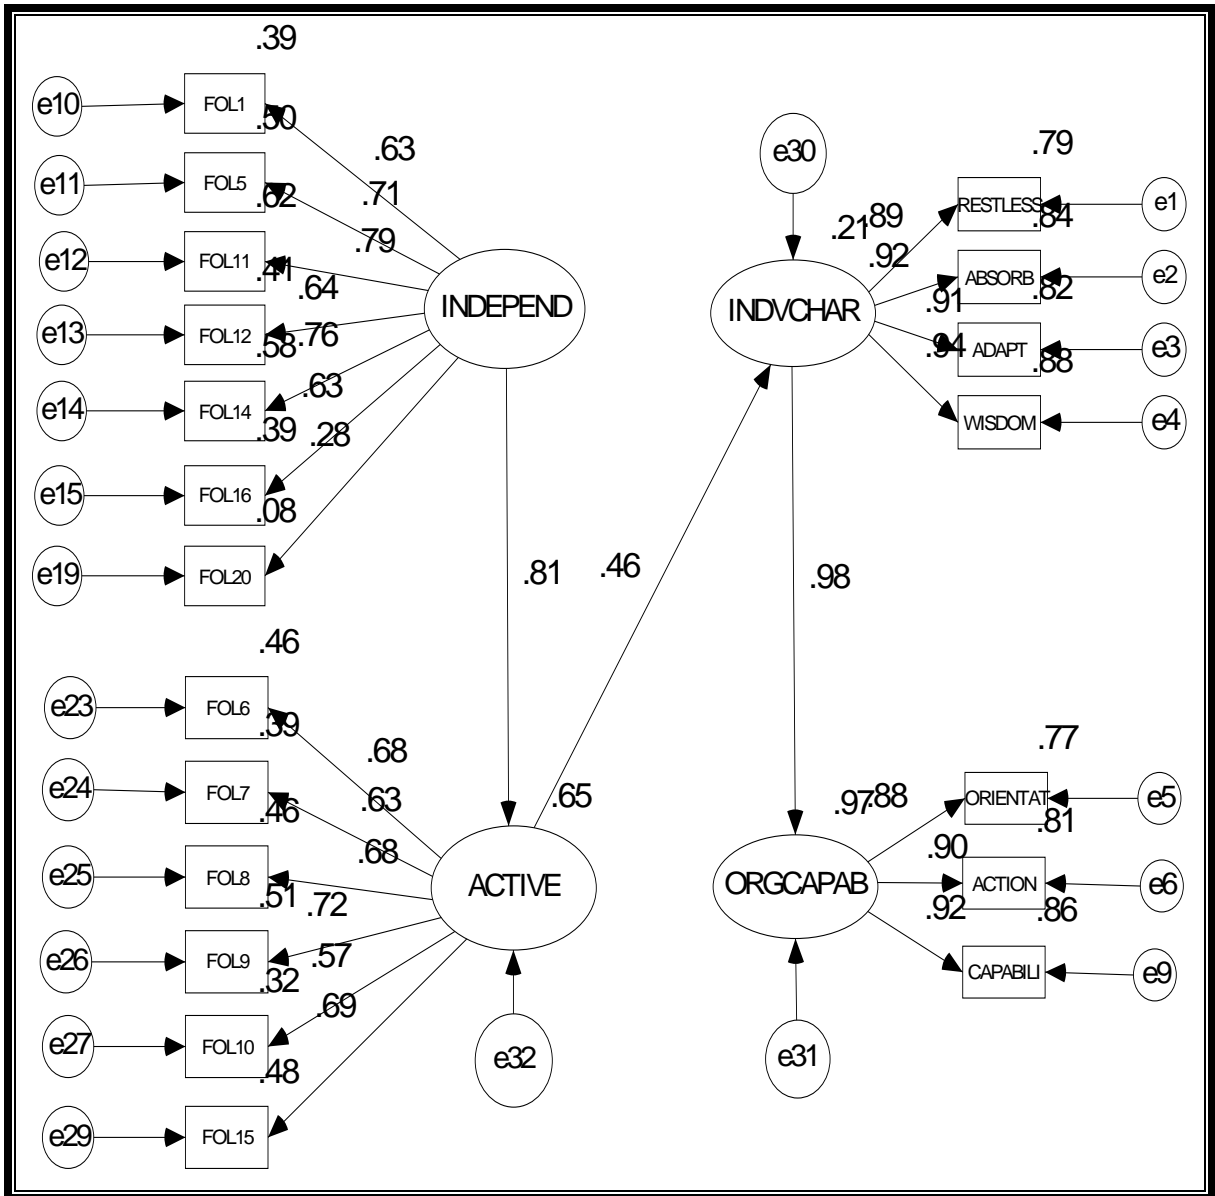 .39
e10
FOL1
.50
.63
e11
FOL5
.62
.71
e12
FOL11
.41
.79
e13
FOL12
.58
.64
e14
FOL14
.39
.76
e15
FOL16
.08
.63
e19
FOL20
.28
INDEPEND
.81
.46
e23
FOL6
.39
.68
e24
FOL7
.46
.63
e25
FOL8
.51
.68
e26
FOL9
.32
.72
e27
FOL10
.48
.57
e29
FOL15
.69
.65
ACTIVE
e32
.46
e30
.21
INDVCHAR
.79
.89
RESTLESS
e1
.84
.92
ABSORB
e2
.82
.91
ADAPT
e3
.88
.94
WISDOM
e4
.98
.97
ORGCAPAB
e31
.77
.88
ORIENTAT
e5
.81
.90
ACTION
e6
.86
.92
CAPABILI
e9